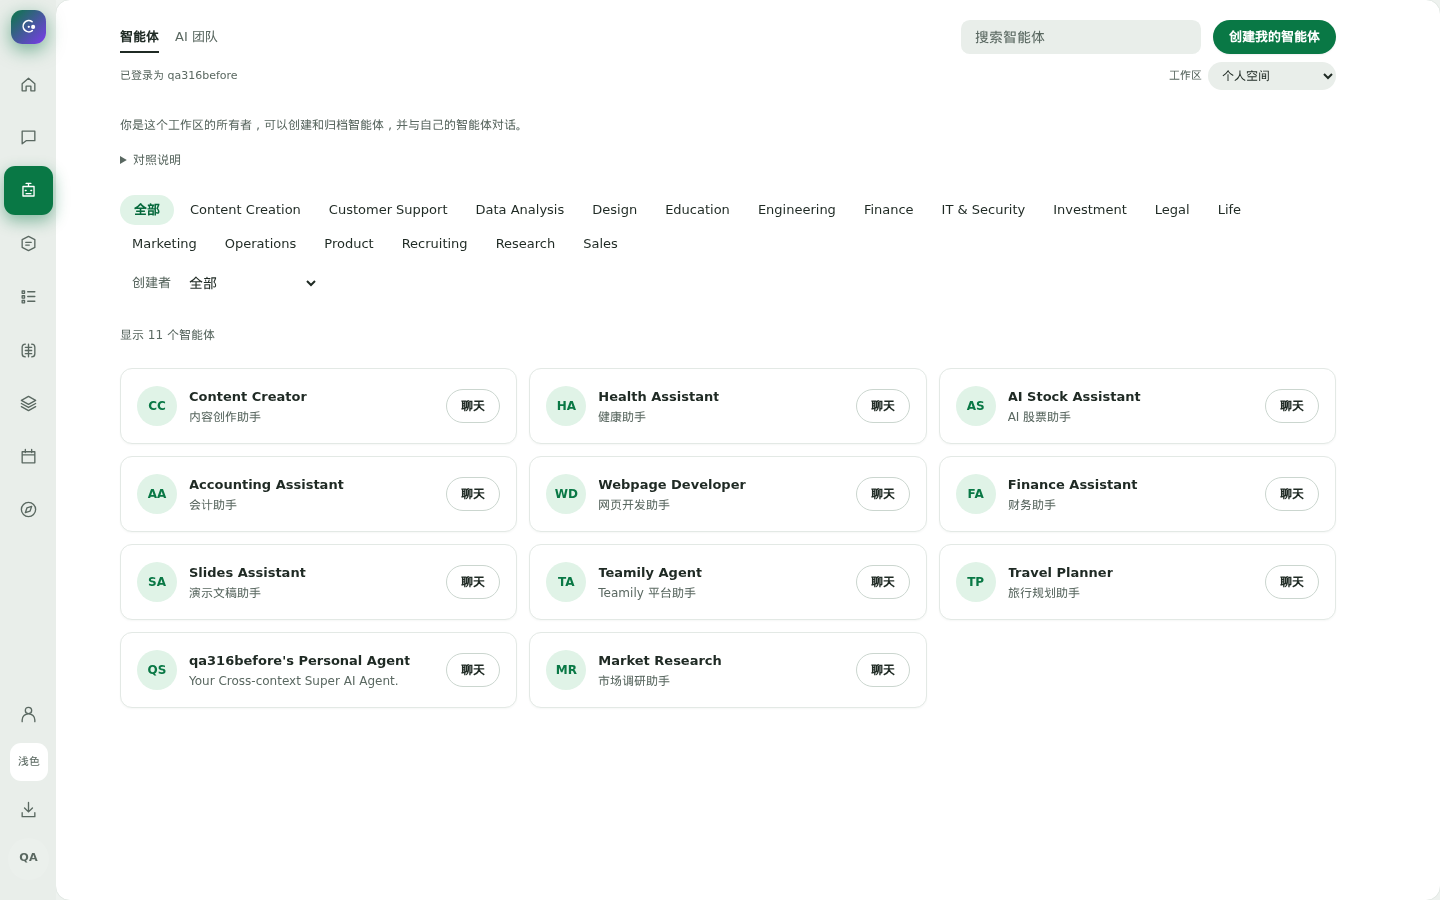 智能体 AI 团队 搜索智能体 创建我的智能体
已登录为 qa316before 工作区 个人空间
你是这个工作区的所有者，可以创建和归档智能体，并与自己的智能体对话。
对照说明
全部 Content Creation Customer Support Data Analysis Design Education Engineering Finance IT & Security Investment Legal Life
Marketing Operations Product Recruiting Research Sales
创建者 全部
显示 11 个智能体
CC Content Creator 内容创作助手 聊天
HA Health Assistant 健康助手 聊天
AS AI Stock Assistant AI 股票助手 聊天
AA Accounting Assistant 会计助手 聊天
WD Webpage Developer 网页开发助手 聊天
FA Finance Assistant 财务助手 聊天
SA Slides Assistant 演示文稿助手 聊天
TA Teamily Agent Teamily 平台助手 聊天
TP Travel Planner 旅行规划助手 聊天
QS qa316before's Personal Agent Your Cross-context Super AI Agent. 聊天
MR Market Research 市场调研助手 聊天
浅色
QA